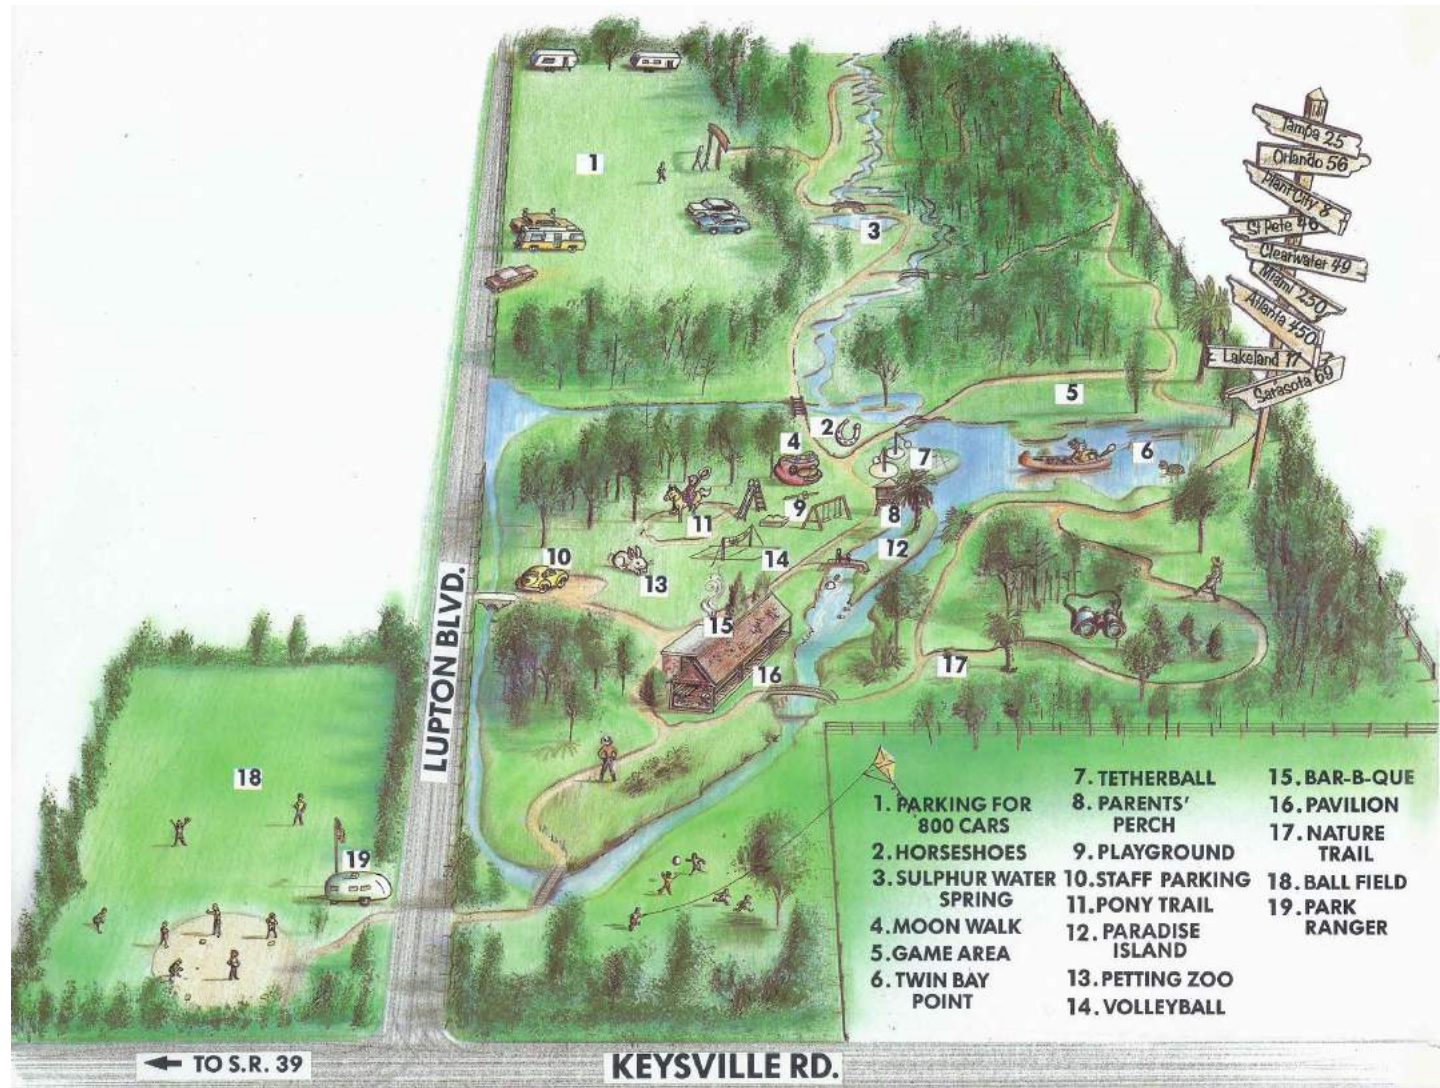 Tampa 25
Orlando 56
Plant City 8
St Pete 46
Clearwater 49
Miami 250
Atlanta 450
Lakeland 17
Sarasota 69
1
3
5
2
4
6
7
9
8
11
12
14
10
13
15
16
17
LUPTON BLVD.
18
19
1. PARKING FOR
800 CARS
2. HORSESHOES
3. SULPHUR WATER
SPRING
4. MOON WALK
5. GAME AREA
6. TWIN BAY
POINT
7. TETHERBALL
8. PARENTS'
PERCH
9. PLAYGROUND
10. STAFF PARKING
11. PONY TRAIL
12. PARADISE
ISLAND
13. PETTING ZOO
14. VOLLEYBALL
15. BAR-B-QUE
16. PAVILION
17. NATURE
TRAIL
18. BALL FIELD
19. PARK
RANGER
TO S.R. 39
KEYSVILLE RD.